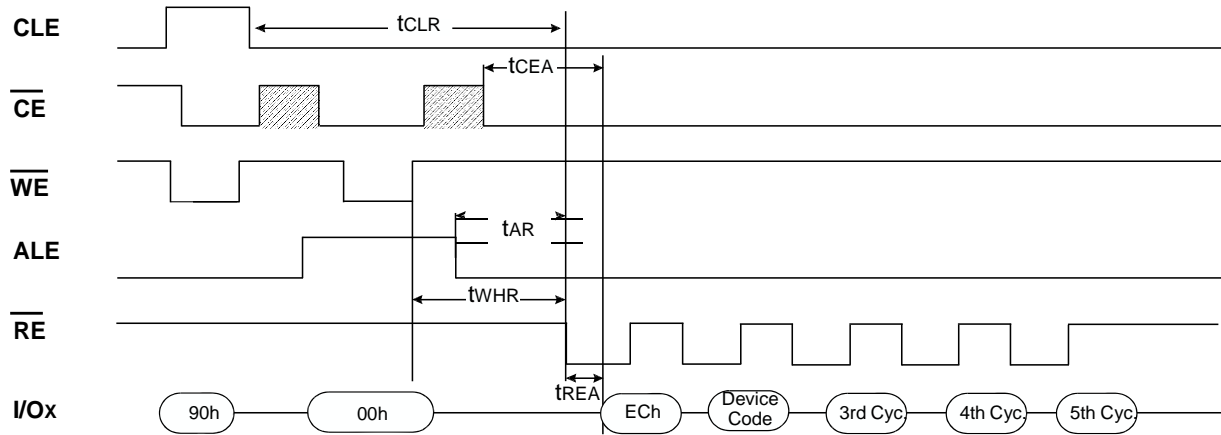 CLE
tCLR
tCEA
CE
WE
tAR
ALE
tWHR
RE
tREA
I/Ox
90h
00h
ECh
Device
Code
3rd Cyc.
4th Cyc.
5th Cyc.